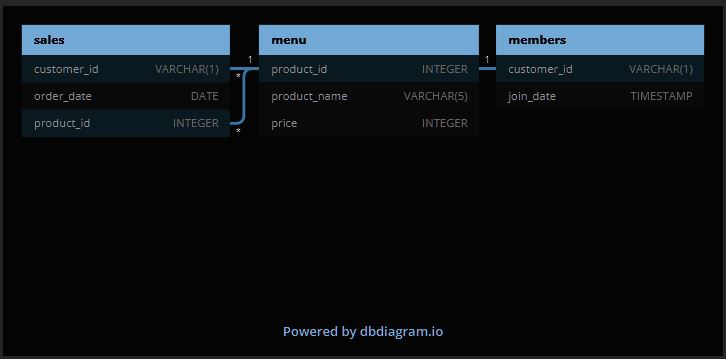 sales
customer_id VARCHAR(1)
order_date DATE
product_id INTEGER
menu
product_id INTEGER
product_name VARCHAR(5)
price INTEGER
members
customer_id VARCHAR(1)
join_date TIMESTAMP
1
*
*
1
Powered by dbdiagram.io